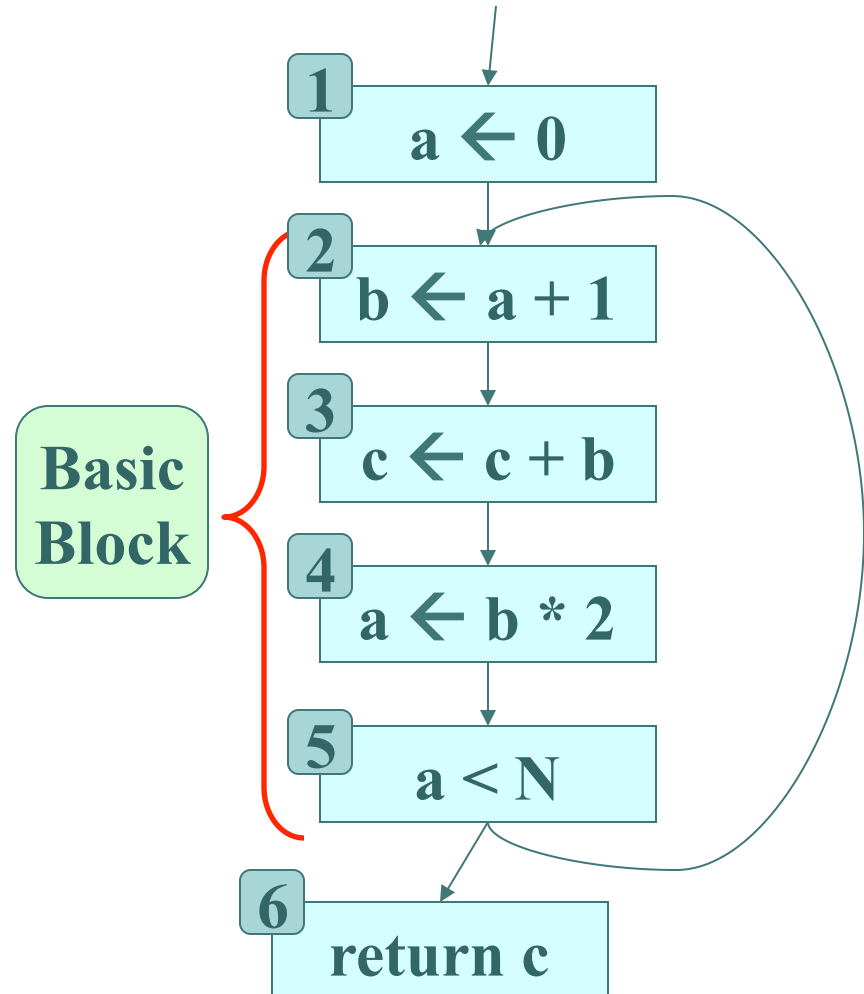 1
a ← 0
2
b ← a + 1
3
c ← c + b
Basic
Block
4
a ← b * 2
5
a < N
6
return c